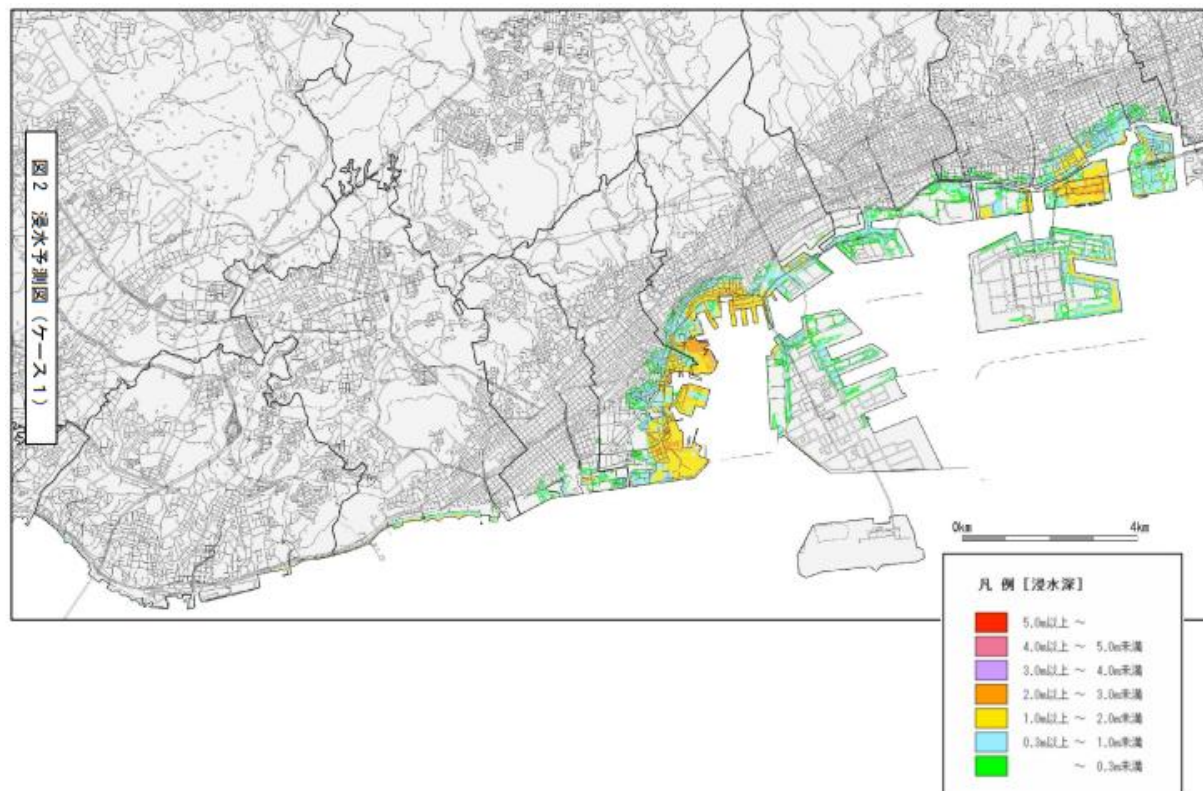 図2 浸水予測図(ケース1)
0km 4km
凡 例 [浸水深]
5.0m以上 ~
4.0m以上 ~ 5.0m未満
3.0m以上 ~ 4.0m未満
2.0m以上 ~ 3.0m未満
1.0m以上 ~ 2.0m未満
0.3m以上 ~ 1.0m未満
~ 0.3m未満